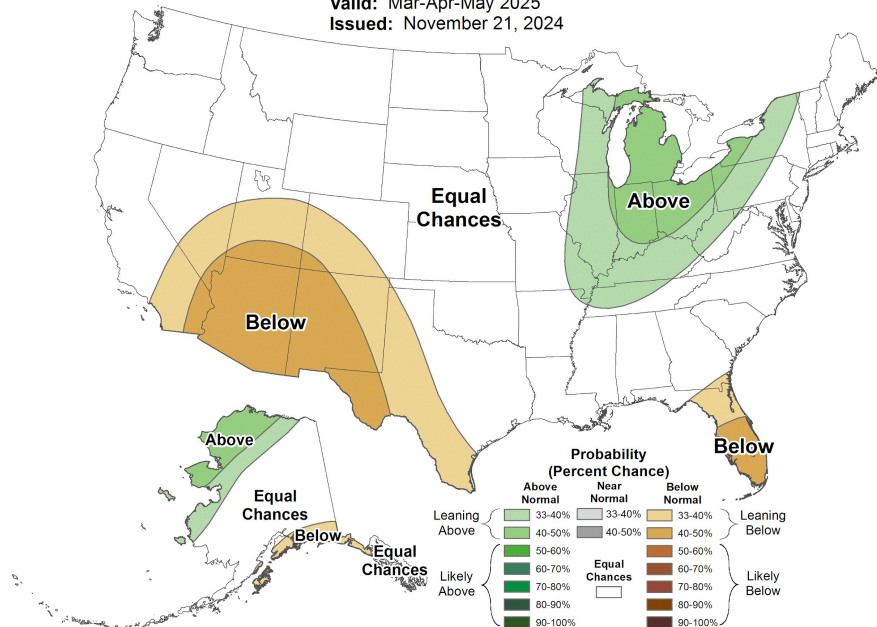 Valid: Mar-Apr-May 2025
Issued: November 21, 2024
Equal
Chances
Above
Below
Above
Equal
Chances
Below
Equal
Chances
Below
Probability
(Percent Chance)
Above
Normal
Near
Normal
Below
Normal
Leaning
Above
33-40%
33-40%
33-40%
Leaning
Below
40-50%
40-50%
40-50%
Likely
Above
50-60%
Equal
Chances
50-60%
Likely
Below
60-70%
60-70%
70-80%
70-80%
80-90%
80-90%
90-100%
90-100%